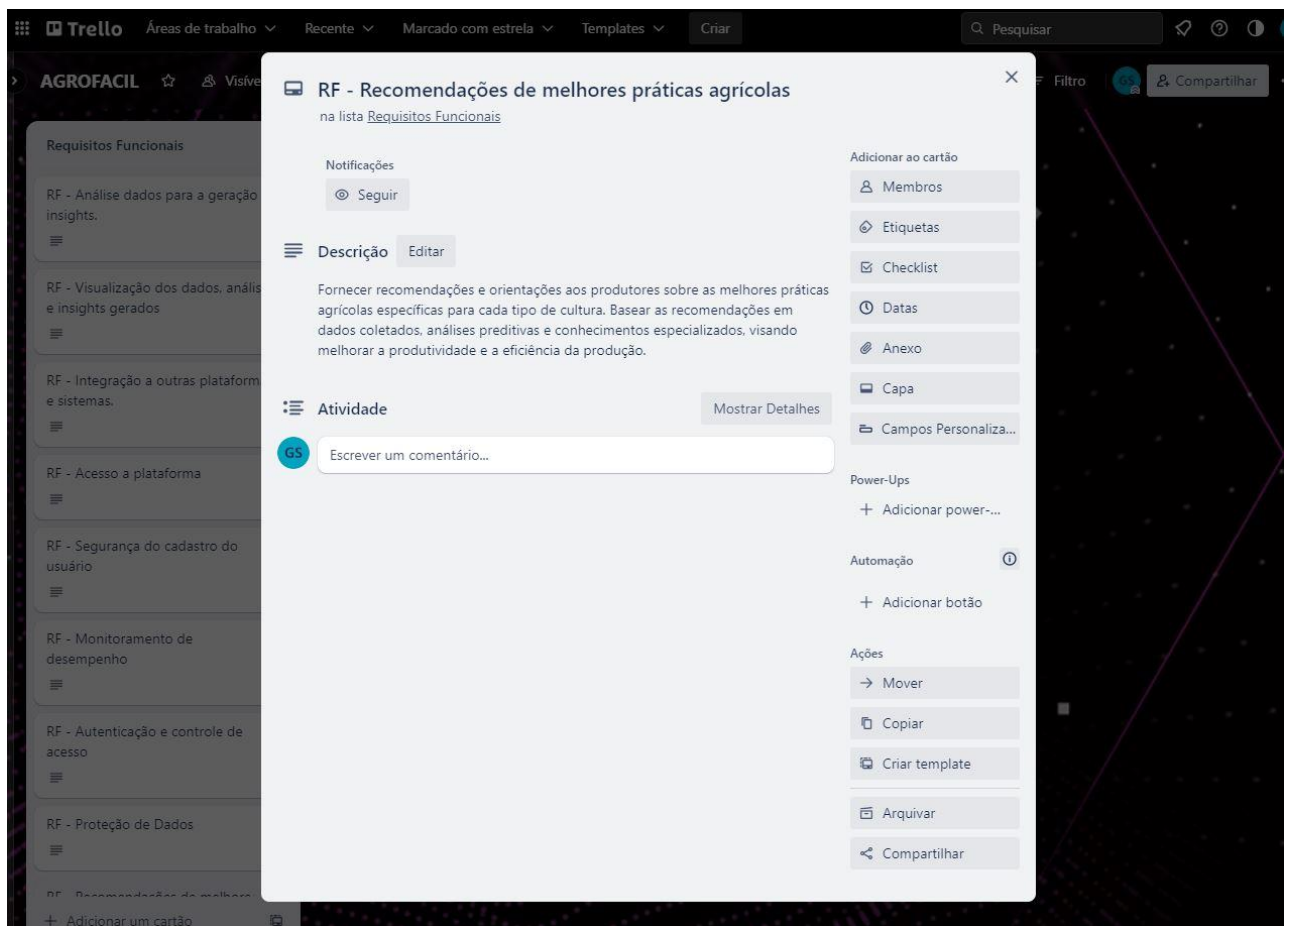 Trello Áreas de trabalho Recente Marcado com estrela Templates Criar Pesquisar
AGROFACIL Filtro GS Compartilhar
Requisitos Funcionais
RF - Análise dados para a geração
insights.
RF - Visualização dos dados,
e insights gerados
RF - Integração a outras
e sistemas.
RF - Acesso a plataforma
RF - Segurança do cadastro do
usuário
RF - Monitoramento de
desempenho
RF - Autenticação e controle de
acesso
RF - Proteção de Dados
+ Adicionar um cartão
RF - Recomendações de melhores práticas agrícolas
na lista Requisitos Funcionais
Notificações
Seguir
Descrição Editar
Fornecer recomendações e orientações aos produtores sobre as melhores práticas
agrícolas específicas para cada tipo de cultura. Basear as recomendações em
dados coletados, análises preditivas e conhecimentos especializados, visando
melhorar a produtividade e a eficiência da produção.
Atividade Mostrar Detalhes
GS Escrever um comentário...
Adicionar ao cartão
Membros
Etiquetas
Checklist
Datas
Anexo
Capa
Campos Personaliza...
Power-Ups
+ Adicionar power-...
Automação
+ Adicionar botão
Ações
Mover
Copiar
Criar template
Arquivar
Compartilhar